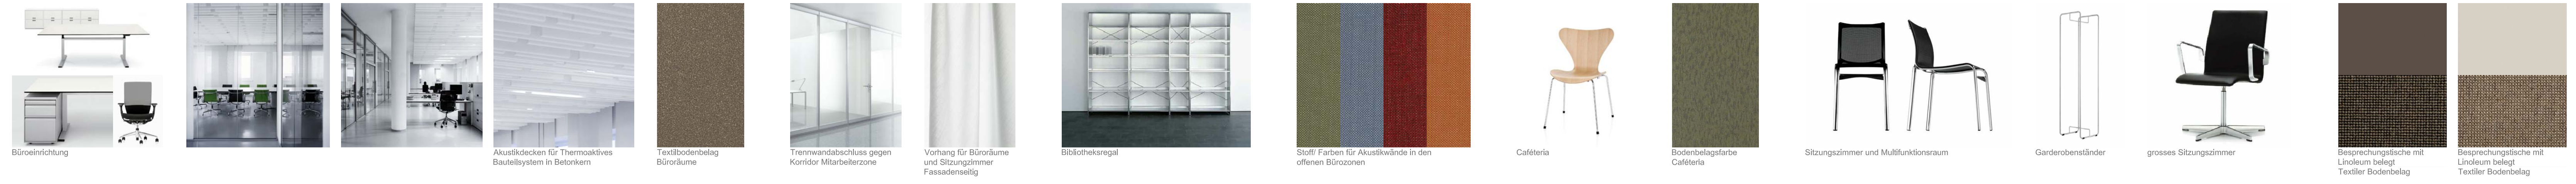 Büroeinrichtung
Akustikdecken für Thermoaktives
Bauteilsystem in Betonkern
Textilbodenbelag
Büroräume
Trennwandabschluss gegen
Korridor Mitarbeiterzone
Vorhang für Büroräume
und Sitzungzimmer
Fassadenseitig
Bibliotheksregal
Stoff/ Farben für Akustikwände in den
offenen Bürozonen
Caféteria
Bodenbelagsfarbe
Caféteria
Sitzungszimmer und Multifunktionsraum
Garderobenständer
grosses Sitzungszimmer
Besprechungstische mit
Linoleum belegt
Textiler Bodenbelag
Besprechungstische mit
Linoleum belegt
Textiler Bodenbelag